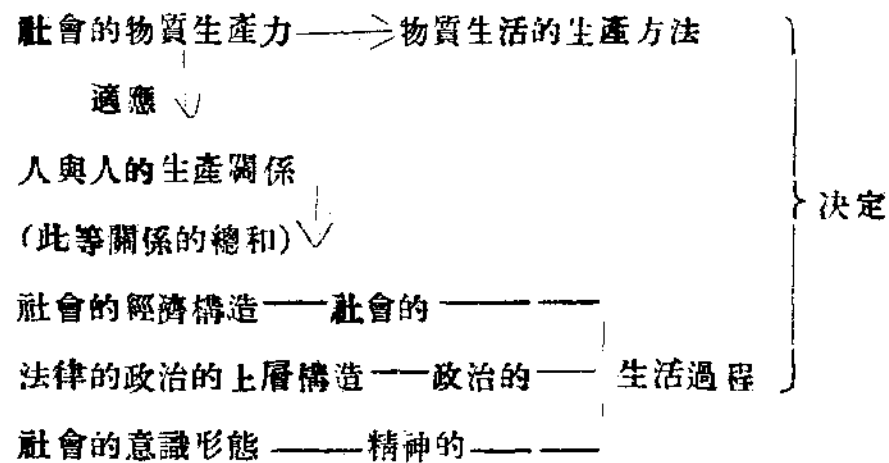 社會的物質生產力——→物質生活的生產方法
適應
人與人的生產關係
決定
(此等關係的總和)
社會的經濟構造——社會的——
法律的政治的上層構造——政治的——生活過程
社會的意識形態——精神的——